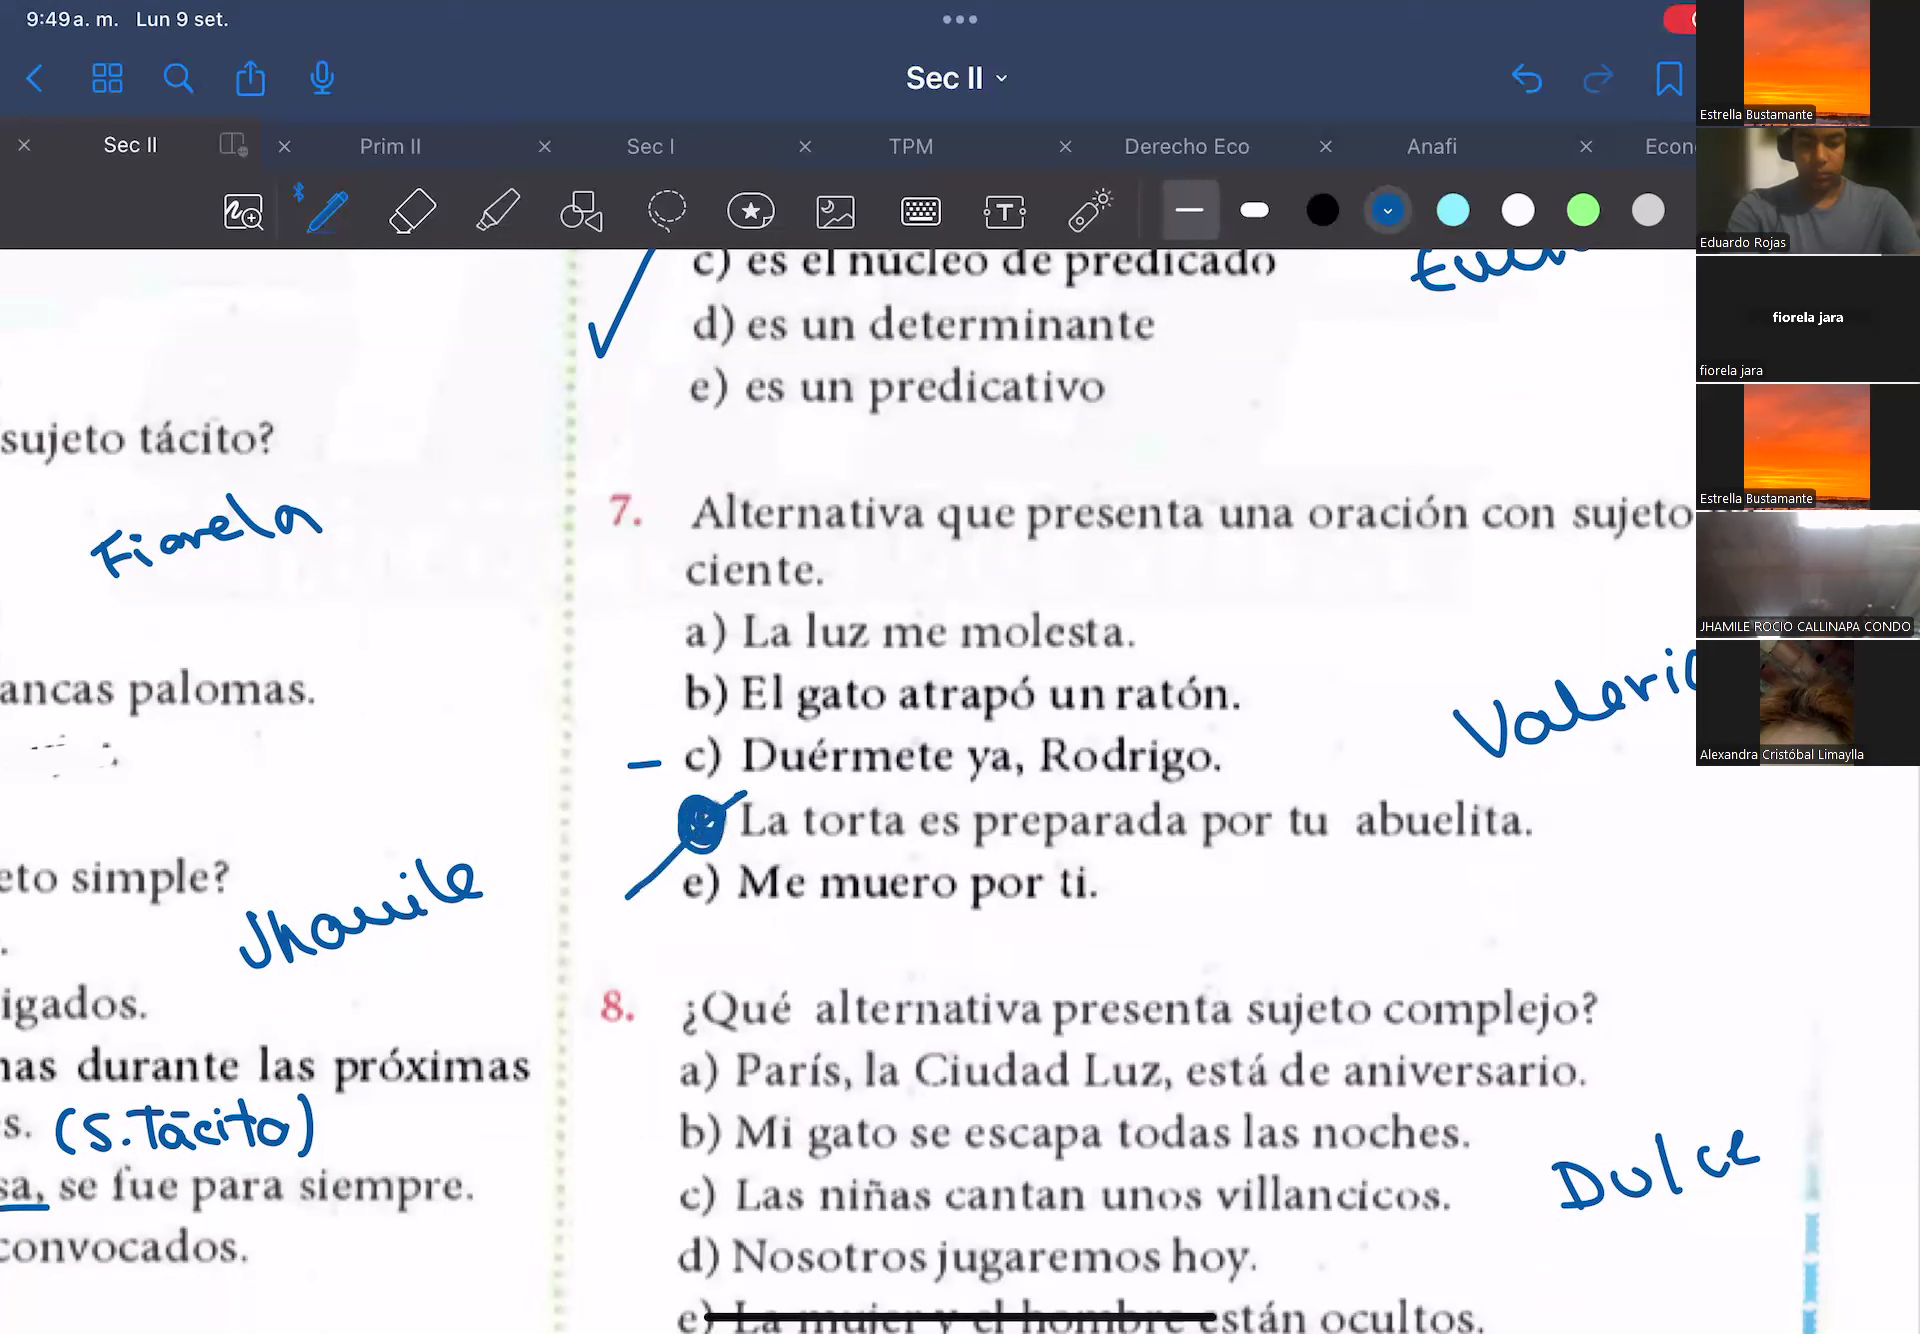 9:49 a. m. Lun 9 set.
Sec II
Sec II
Prim II
Sec I
TPM
Derecho Eco
Anafi
Econ
Estrella Bustamante
Eduardo Rojas
fiorela jara
fiorela jara
Estrella Bustamante
JHAMILE ROCIO CALLINAPA CONDO
Alexandra Cristóbal Limaylla
sujeto tácito?
Fiorela
ancas palomas.
eto simple?
Jhamile
igados.
nas durante las próximas
s. (S. Tácito)
sa, se fue para siempre.
convocados.
c) es el núcleo de predicado
d) es un determinante
e) es un predicativo
7. Alternativa que presenta una oración con sujeto
ciente.
a) La luz me molesta.
b) El gato atrapó un ratón.
c) Duérmete ya, Rodrigo.
La torta es preparada por tu abuelita.
e) Me muero por ti.
Valeri
8. ¿Qué alternativa presenta sujeto complejo?
a) París, la Ciudad Luz, está de aniversario.
b) Mi gato se escapa todas las noches.
c) Las niñas cantan unos villancicos.
d) Nosotros jugaremos hoy.
e) La mujer y el hombre están ocultos.
Dulce